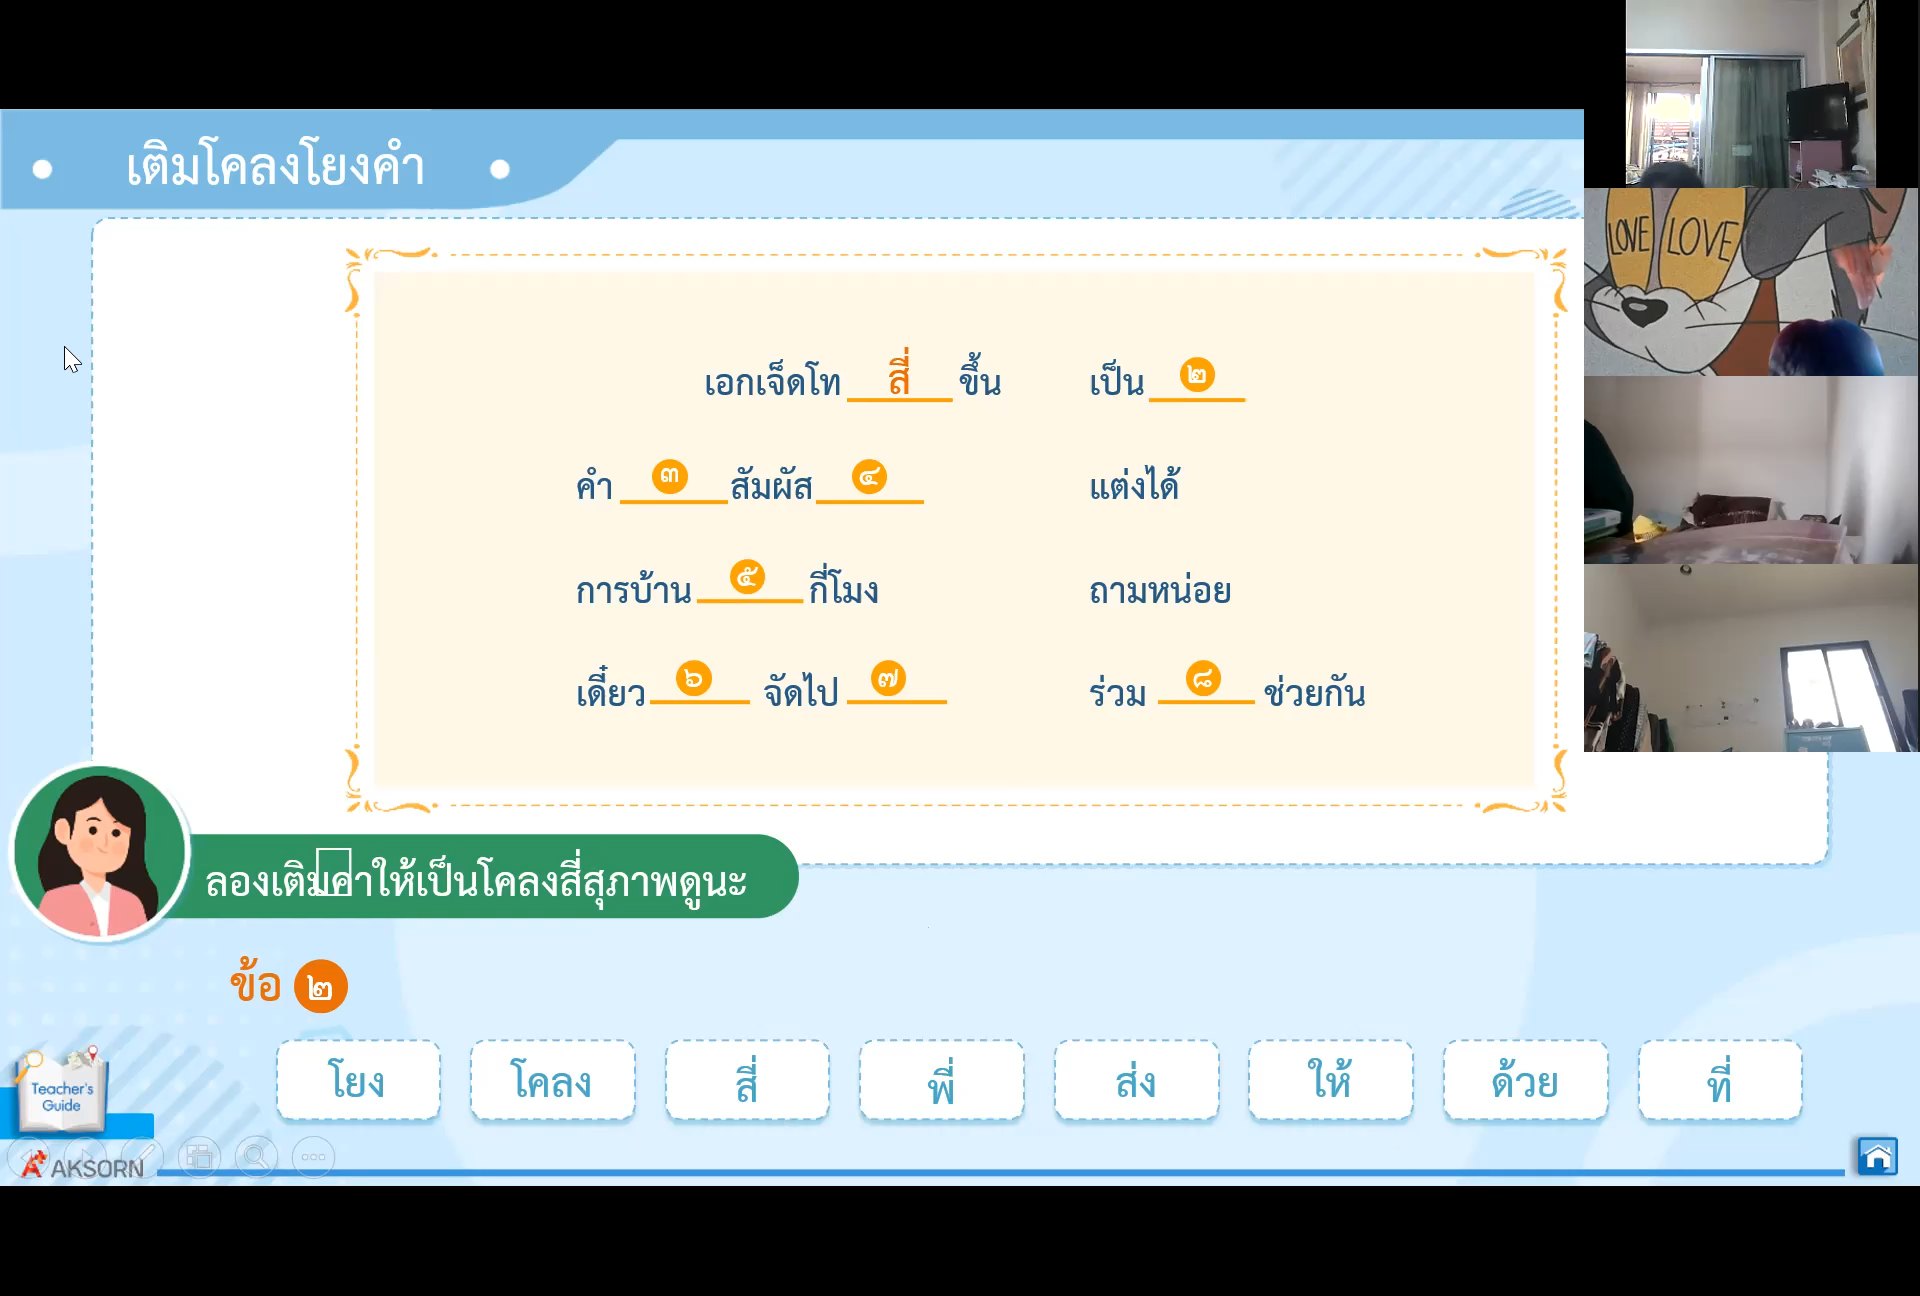 เติมโคลงโยงคำ
เอกเจ็ดโท สี่ ขึ้น เป็น ๒
คำ ๓ สัมผัส ๔ แต่งได้
การบ้าน ๕ กี่โมง ถามหน่อย
เดี๋ยว ๖ จัดไป ๗ ร่วม ๘ ช่วยกัน
ลองเติมคำให้เป็นโคลงสี่สุภาพดูนะ
ข้อ ๒
โยง โคลง สี่ พี่ ส่ง ให้ ด้วย ที่
Teacher's
Guide
AKSORN
LOVE LOVE